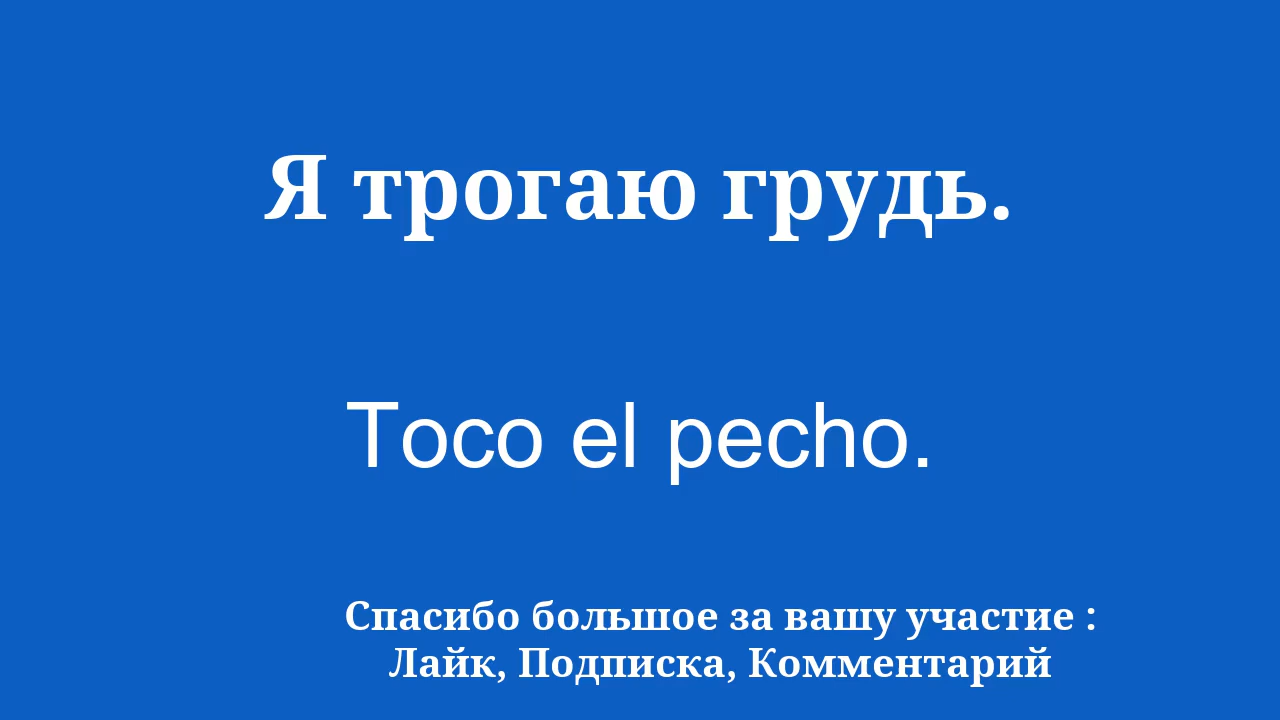 Я трогаю грудь.
Toco el pecho.
Спасибо большое за вашу участие :
Лайк, Подписка, Комментарий